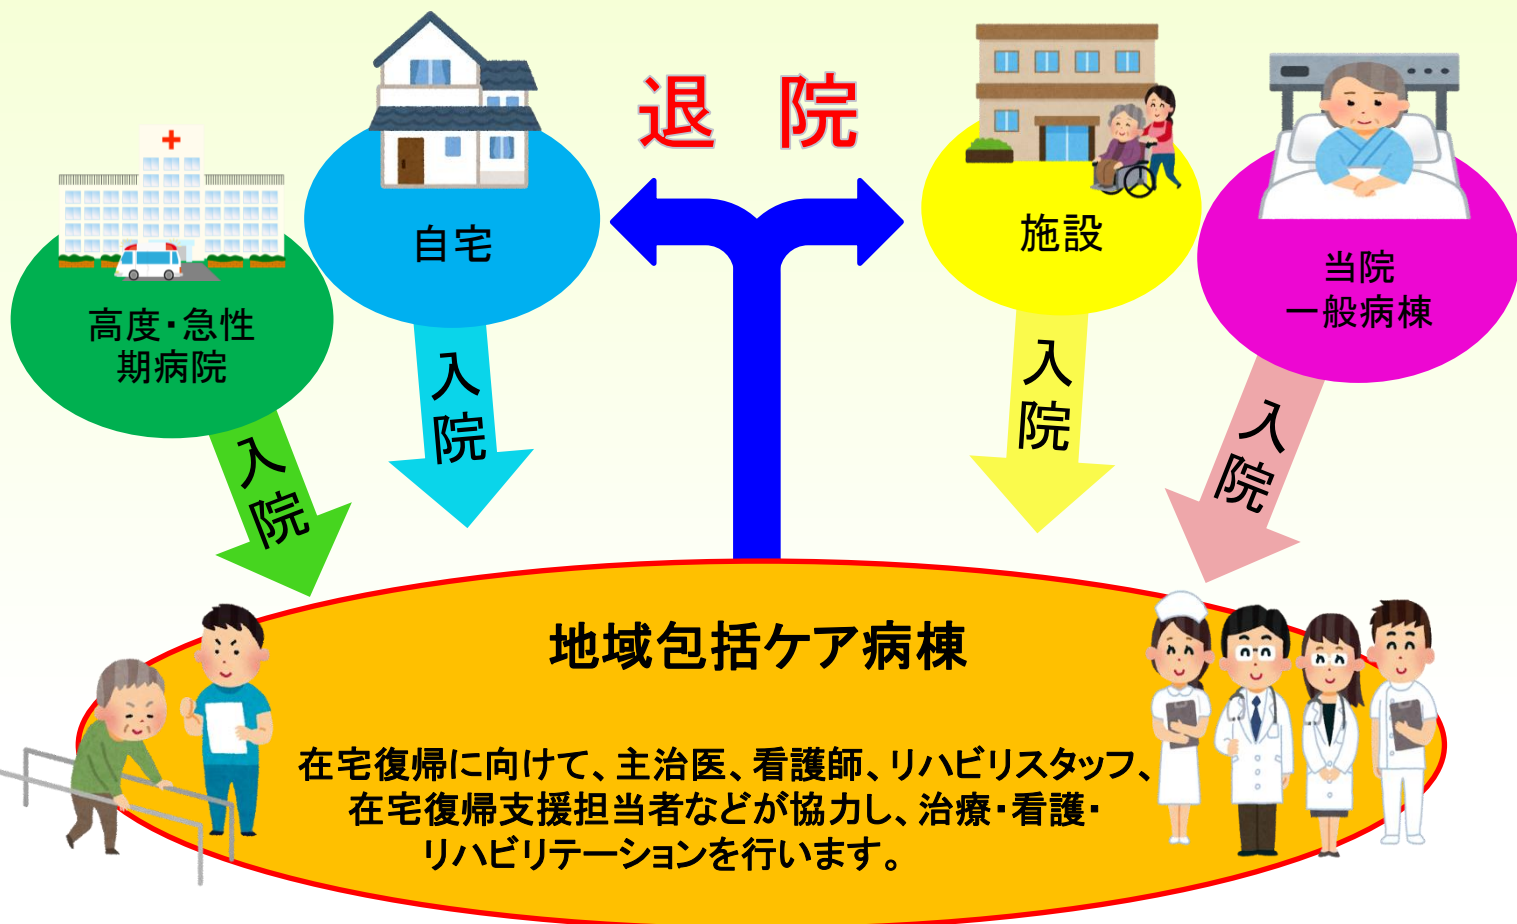 退 院
自宅
施設
高度・急性
期病院
当院
一般病棟
入院
入院
入院
入院
地域包括ケア病棟
在宅復帰に向けて、主治医、看護師、リハビリスタッフ、
在宅復帰支援担当者などが協力し、治療・看護・
リハビリテーションを行います。